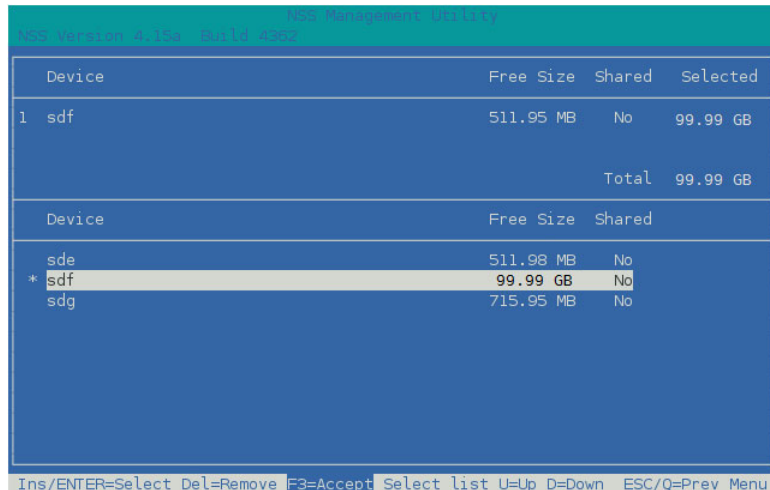 NSS Management Utility
NSS Version 4.15a Build 4362
Device Free Size Shared Selected
1 sdf 511.95 MB No 99.99 GB
Total 99.99 GB
Device Free Size Shared
sde 511.98 MB No
* sdf 99.99 GB No
sdg 715.95 MB No
Ins/ENTER=Select Del=Remove F3=Accept Select list U=Up D=Down ESC/Q=Prev Menu